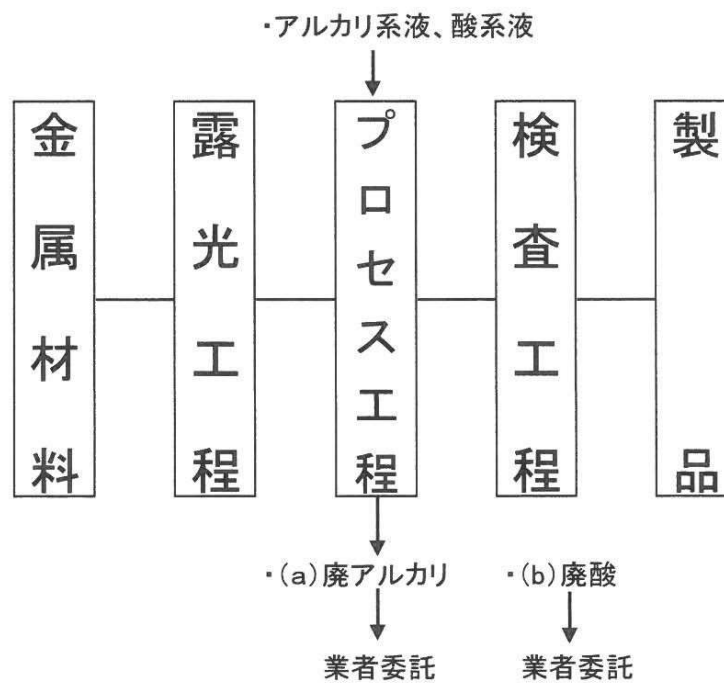 ・アルカリ系液、酸系液
金属材料
露光工程
プロセス工程
検査工程
製品
・(a)廃アルカリ
・(b)廃酸
業者委託
業者委託